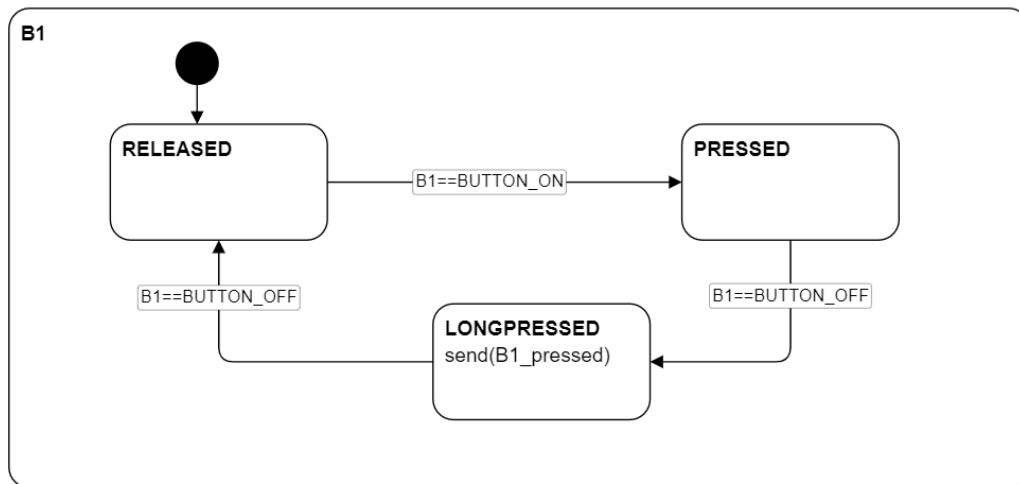 B1
RELEASED
PRESSED
B1==BUTTON_ON
B1==BUTTON_OFF
B1==BUTTON_OFF
LONGPRESSED
send(B1_pressed)